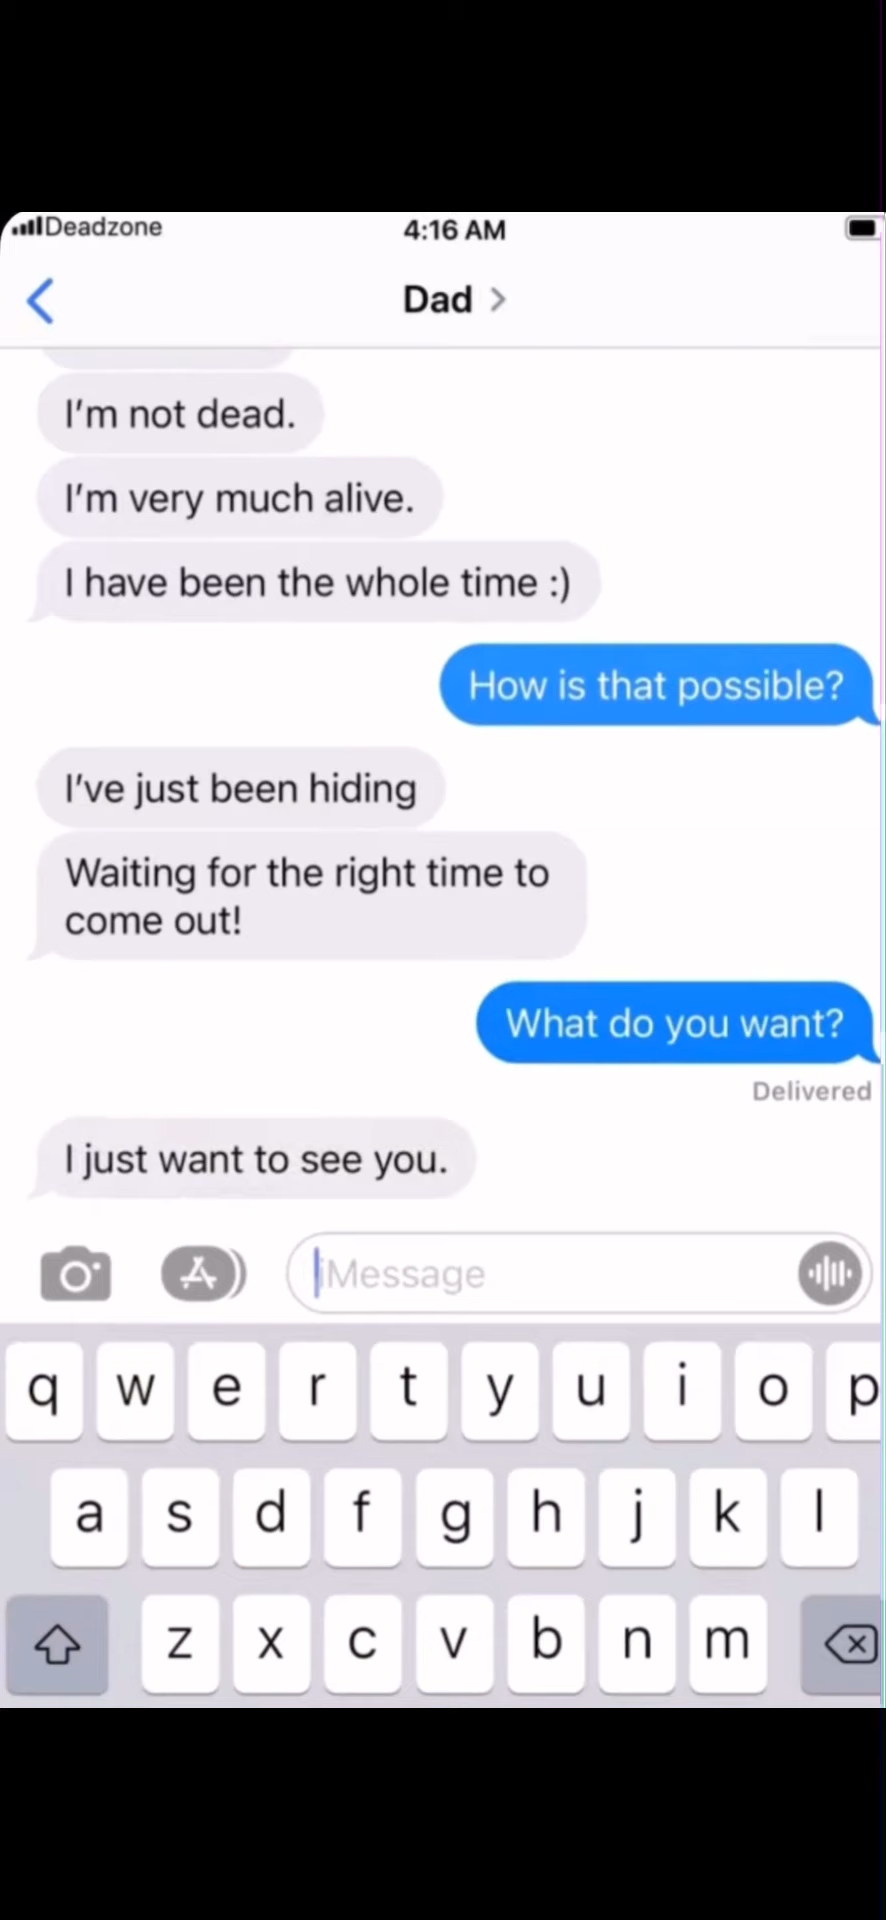 Deadzone 4:16 AM
Dad
I'm not dead.
I'm very much alive.
I have been the whole time :)
How is that possible?
I've just been hiding
Waiting for the right time to
come out!
What do you want?
Delivered
I just want to see you.
iMessage
q w e r t y u i o p
a s d f g h j k l
z x c v b n m